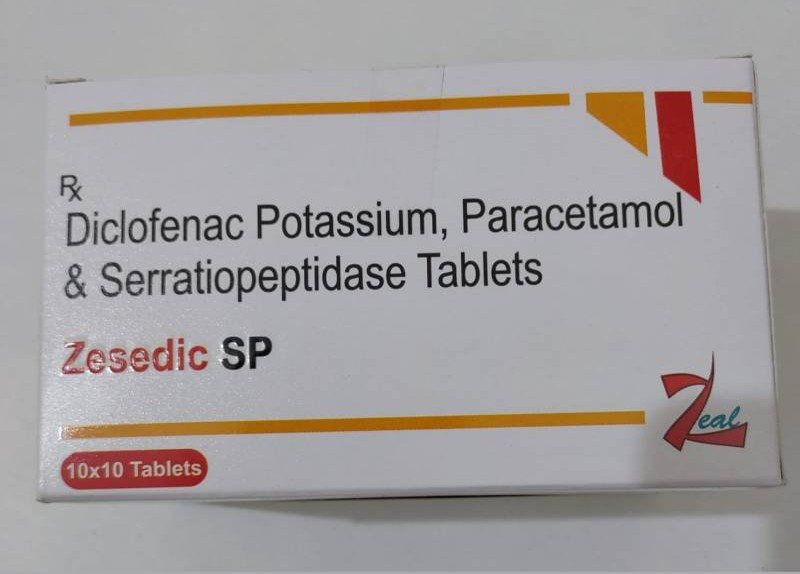 Rx
Diclofenac Potassium, Paracetamol
& Serratiopeptidase Tablets
Zesedic SP
Zeal
10x10 Tablets